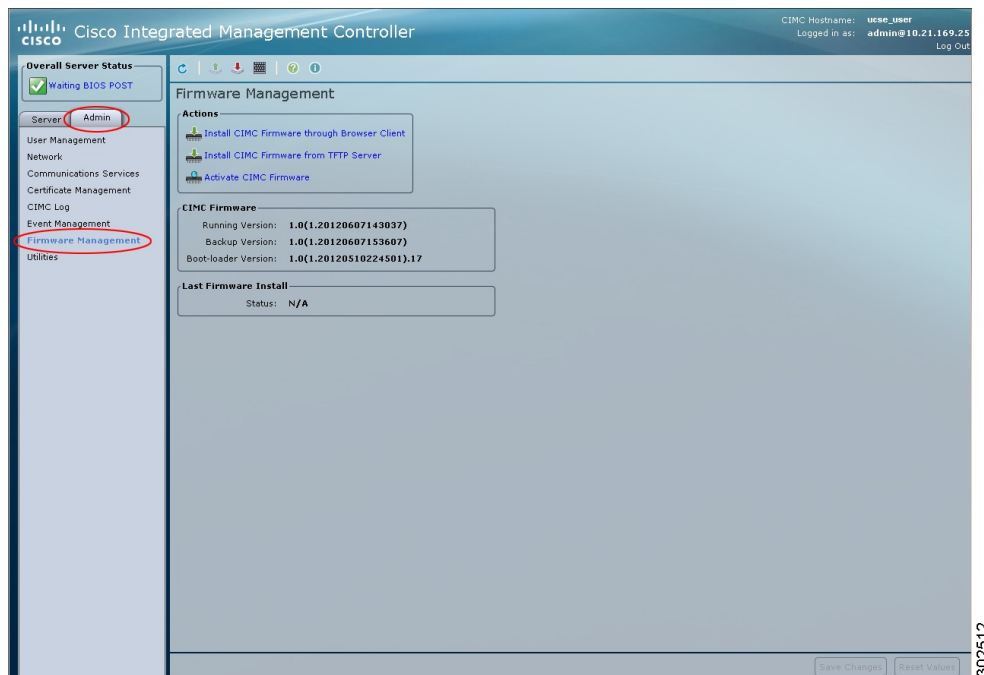 CISCO Cisco Integrated Management Controller
CIMC Hostname: ucse_user
Logged in as: admin@10.21.169.25
Log Out
Overall Server Status
Waiting BIOS POST
Server Admin
User Management
Network
Communications Services
Certificate Management
CIMC Log
Event Management
Firmware Management
Utilities
Firmware Management
Actions
Install CIMC Firmware through Browser Client
Install CIMC Firmware from TFTP Server
Activate CIMC Firmware
CIMC Firmware
Running Version: 1.0(1.20120607143037)
Backup Version: 1.0(1.20120607153607)
Boot-loader Version: 1.0(1.20120510224501).17
Last Firmware Install
Status: N/A
Save Changes Reset Values
302512